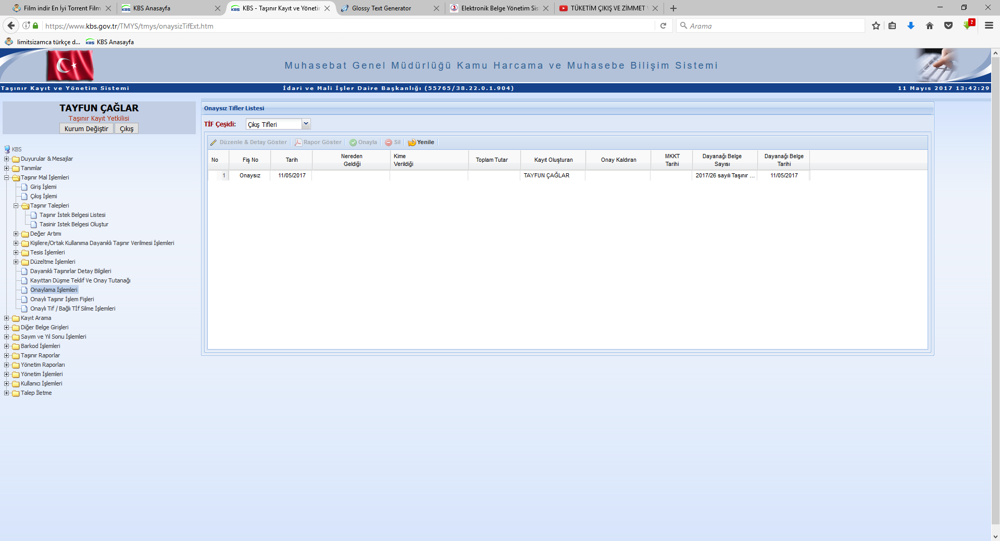 Film indir En İyi Torrent Film
KBS Anasayfa
KBS - Taşınır Kayıt ve Yönetim
Glossy Text Generator
Elektronik Belge Yönetim Sis
TÜKETİM ÇIKIŞ VE ZİMMET
https://www.kbs.gov.tr/TMYS/tmys/onaysizTifExt.htm
Arama
limitsizamca türkçe d...
KBS Anasayfa
Muhasebat Genel Müdürlüğü Kamu Harcama ve Muhasebe Bilişim Sistemi
Taşınır Kayıt ve Yönetim Sistemi
İdari ve Mali İşler Daire Başkanlığı (55765/38.22.0.1.904)
11 Mayıs 2017 13:42:29
TAYFUN ÇAĞLAR
Taşınır Kayıt Yetkilisi
Kurum Değiştir
Çıkış
KBS
Duyurular & Mesajlar
Tanımlar
Taşınır Mal İşlemleri
Giriş İşlemi
Çıkış İşlemi
Taşınır Talepleri
Taşınır İstek Belgesi Listesi
Tasinir Istek Belgesi Oluştur
Değer Artımı
Kişilere/Ortak Kullanıma Dayanıklı Taşınır Verilmesi İşlemleri
Tesis İşlemleri
Düzeltme İşlemleri
Dayanıklı Taşınırlar Detay Bilgileri
Kayıttan Düşme Teklif Ve Onay Tutanağı
Onaylama İşlemleri
Onaylı Taşınır İşlem Fişleri
Onaylı Tif / Bağlı Tİf Silme İşlemleri
Kayıt Arama
Diğer Belge Girişleri
Sayım ve Yıl Sonu İşlemleri
Barkod İşlemleri
Taşınır Raporlar
Yönetim Raporları
Yönetim İşlemleri
Kullanıcı İşlemleri
Talep İletme
Onaysız Tifler Listesi
TİF Çeşidi:
Çıkış Tifleri
Düzenle & Detay Göster
Rapor Göster
Onayla
Sil
Yenile
No
Fiş No
Tarih
Nereden
Geldiği
Kime
Verildiği
Toplam Tutar
Kayıt Oluşturan
Onay Kaldıran
MKKT
Tarihi
Dayanağı Belge
Sayısı
Dayanağı Belge
Tarihi
1
Onaysız
11/05/2017
TAYFUN ÇAĞLAR
2017/26 sayılı Taşınır ...
11/05/2017